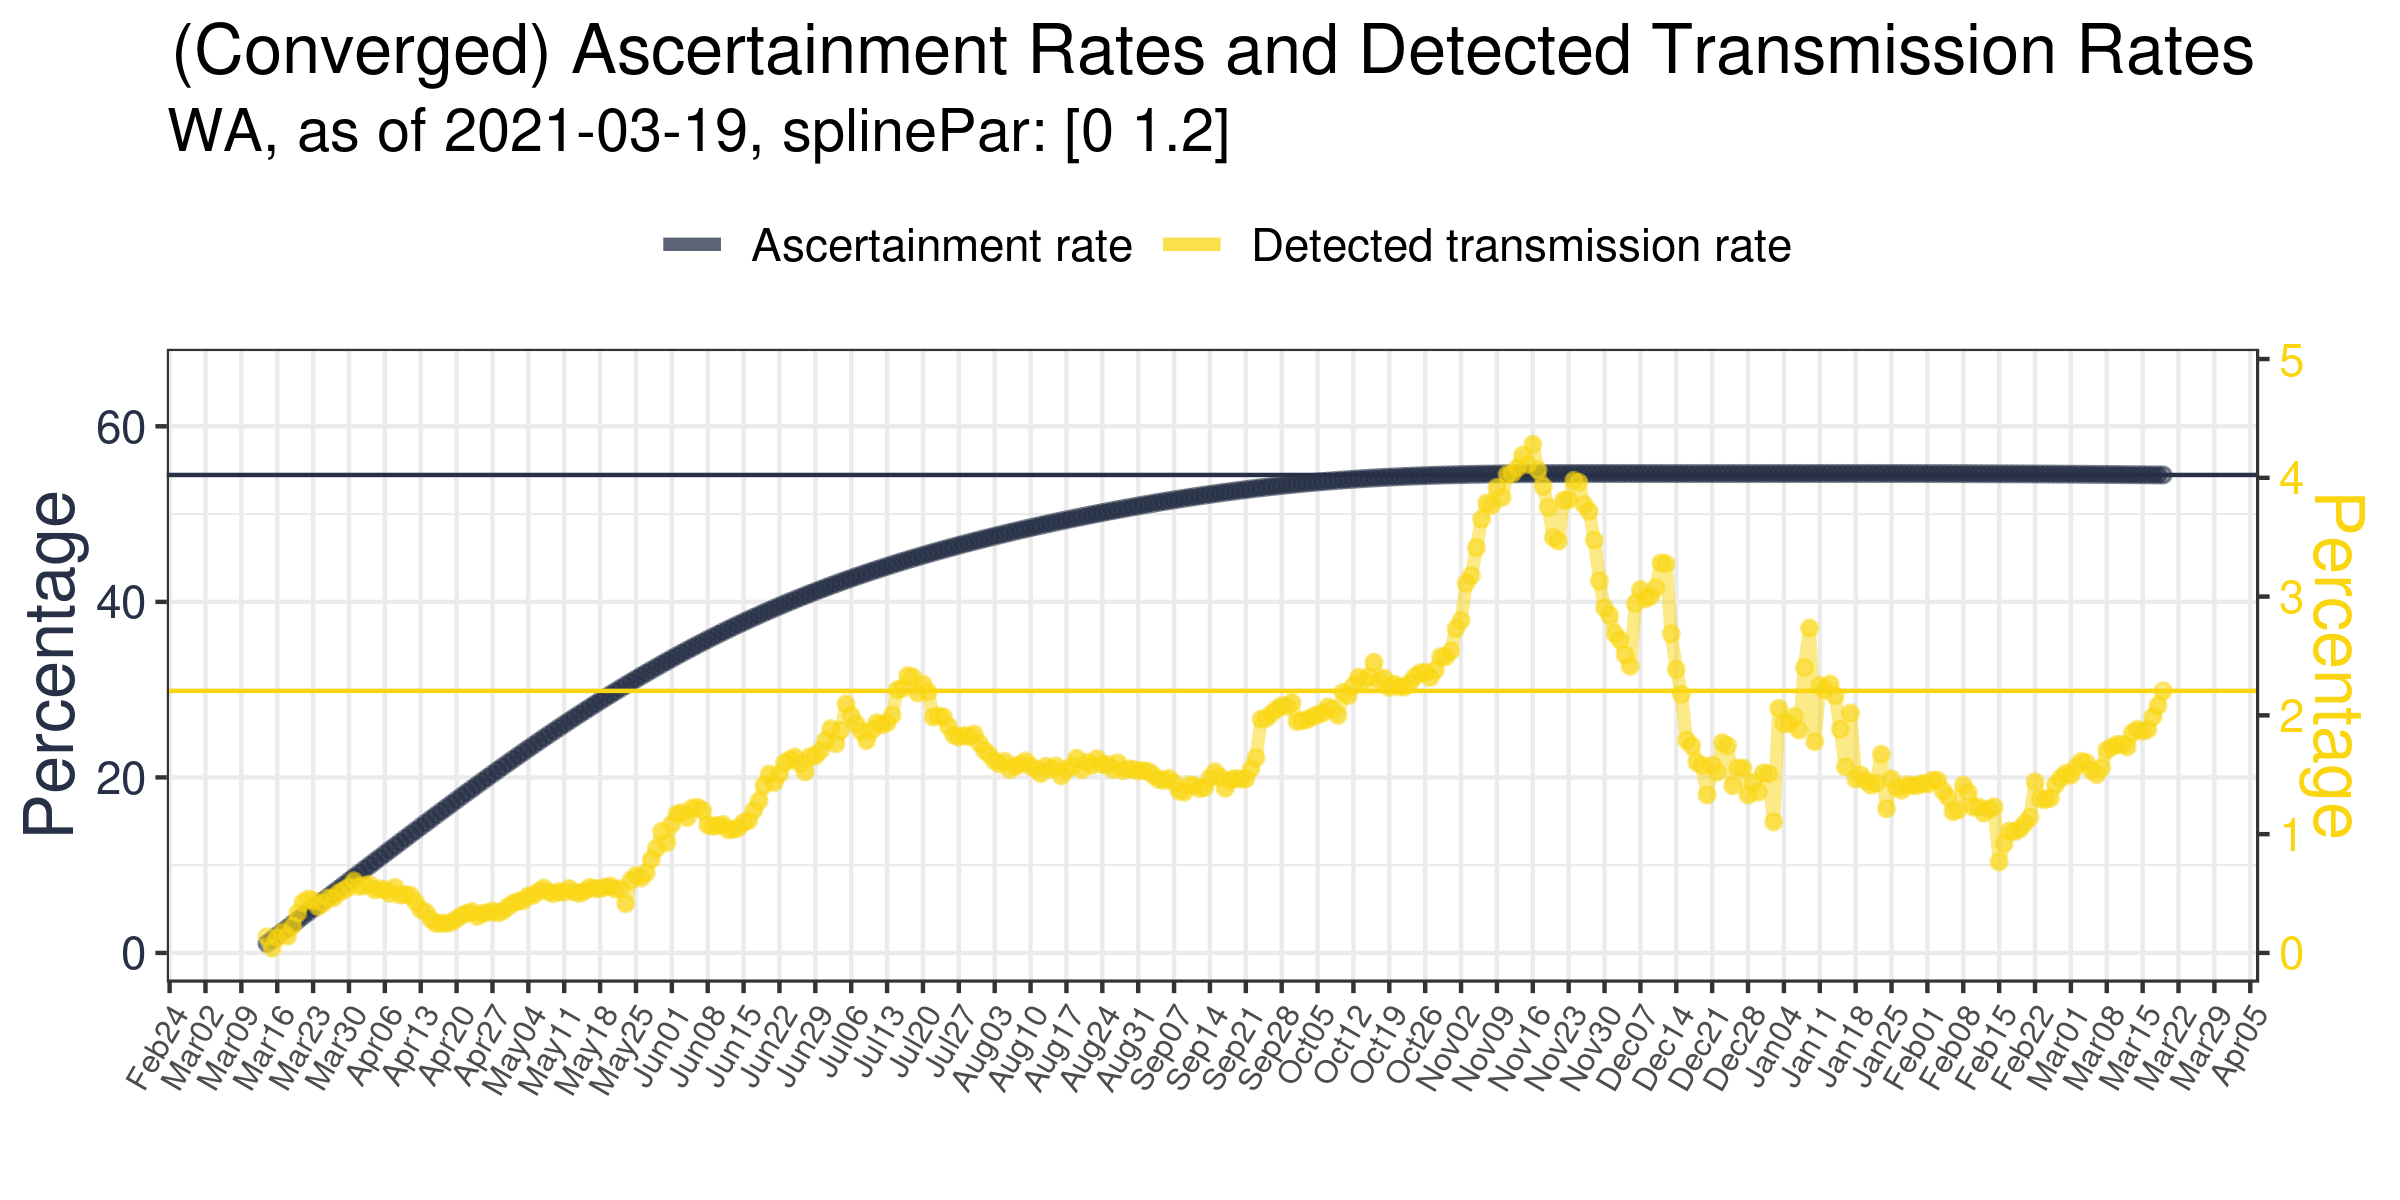 (Converged) Ascertainment Rates and Detected Transmission Rates
WA, as of 2021-03-19, splinePar: [0 1.2]
Ascertainment rate Detected transmission rate
Percentage
60
40
20
0
5
4
3
2
1
0
Percentage
Feb24 Mar02 Mar09 Mar16 Mar23 Mar30 Apr06 Apr13 Apr20 Apr27 May04 May11 May18 May25 Jun01 Jun08 Jun15 Jun22 Jun29 Jul06 Jul13 Jul20 Jul27 Aug03 Aug10 Aug17 Aug24 Aug31 Sep07 Sep14 Sep21 Sep28 Oct05 Oct12 Oct19 Oct26 Nov02 Nov09 Nov16 Nov23 Nov30 Dec07 Dec14 Dec21 Dec28 Jan04 Jan11 Jan18 Jan25 Feb01 Feb08 Feb15 Feb22 Mar01 Mar08 Mar15 Mar22 Mar29 Apr05